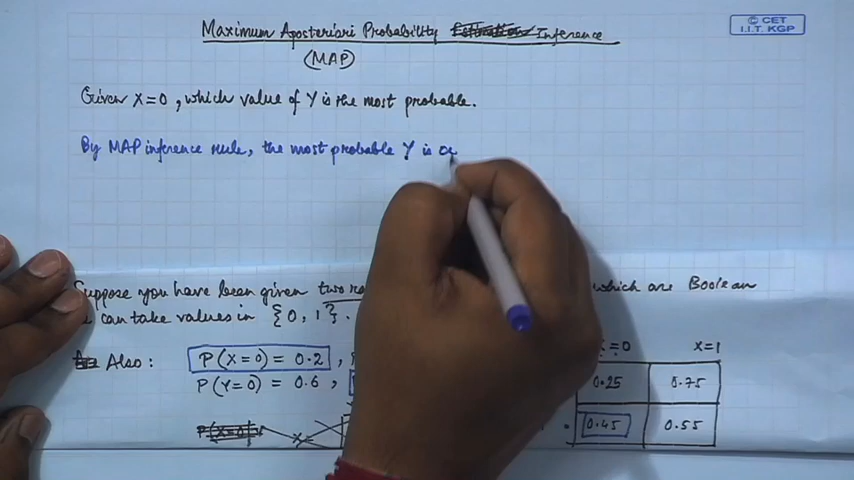 Maximum Aposteriori Probability Inference
© CET
I.I.T. KGP
(MAP)
Given X=0, which value of Y is the most probable.
By MAP inference rule, the most probable Y is
Suppose you have been given two which are Boolean
can take values in {0, 1}.
Also: P(X=0) = 0.2, x=0 x=1
P(Y=0) = 0.6, 0.25 0.75
0.45 0.55